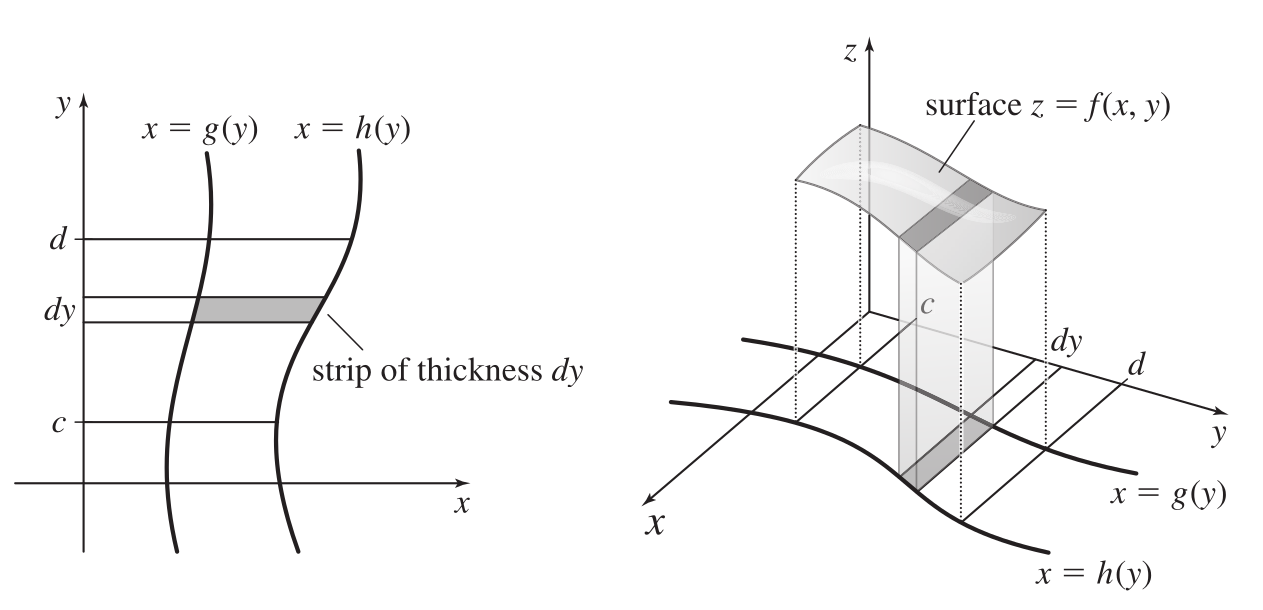 y
x = g(y)
x = h(y)
d
dy
strip of thickness dy
c
x
z
surface z = f(x, y)
c
dy
d
y
x = g(y)
x
x = h(y)